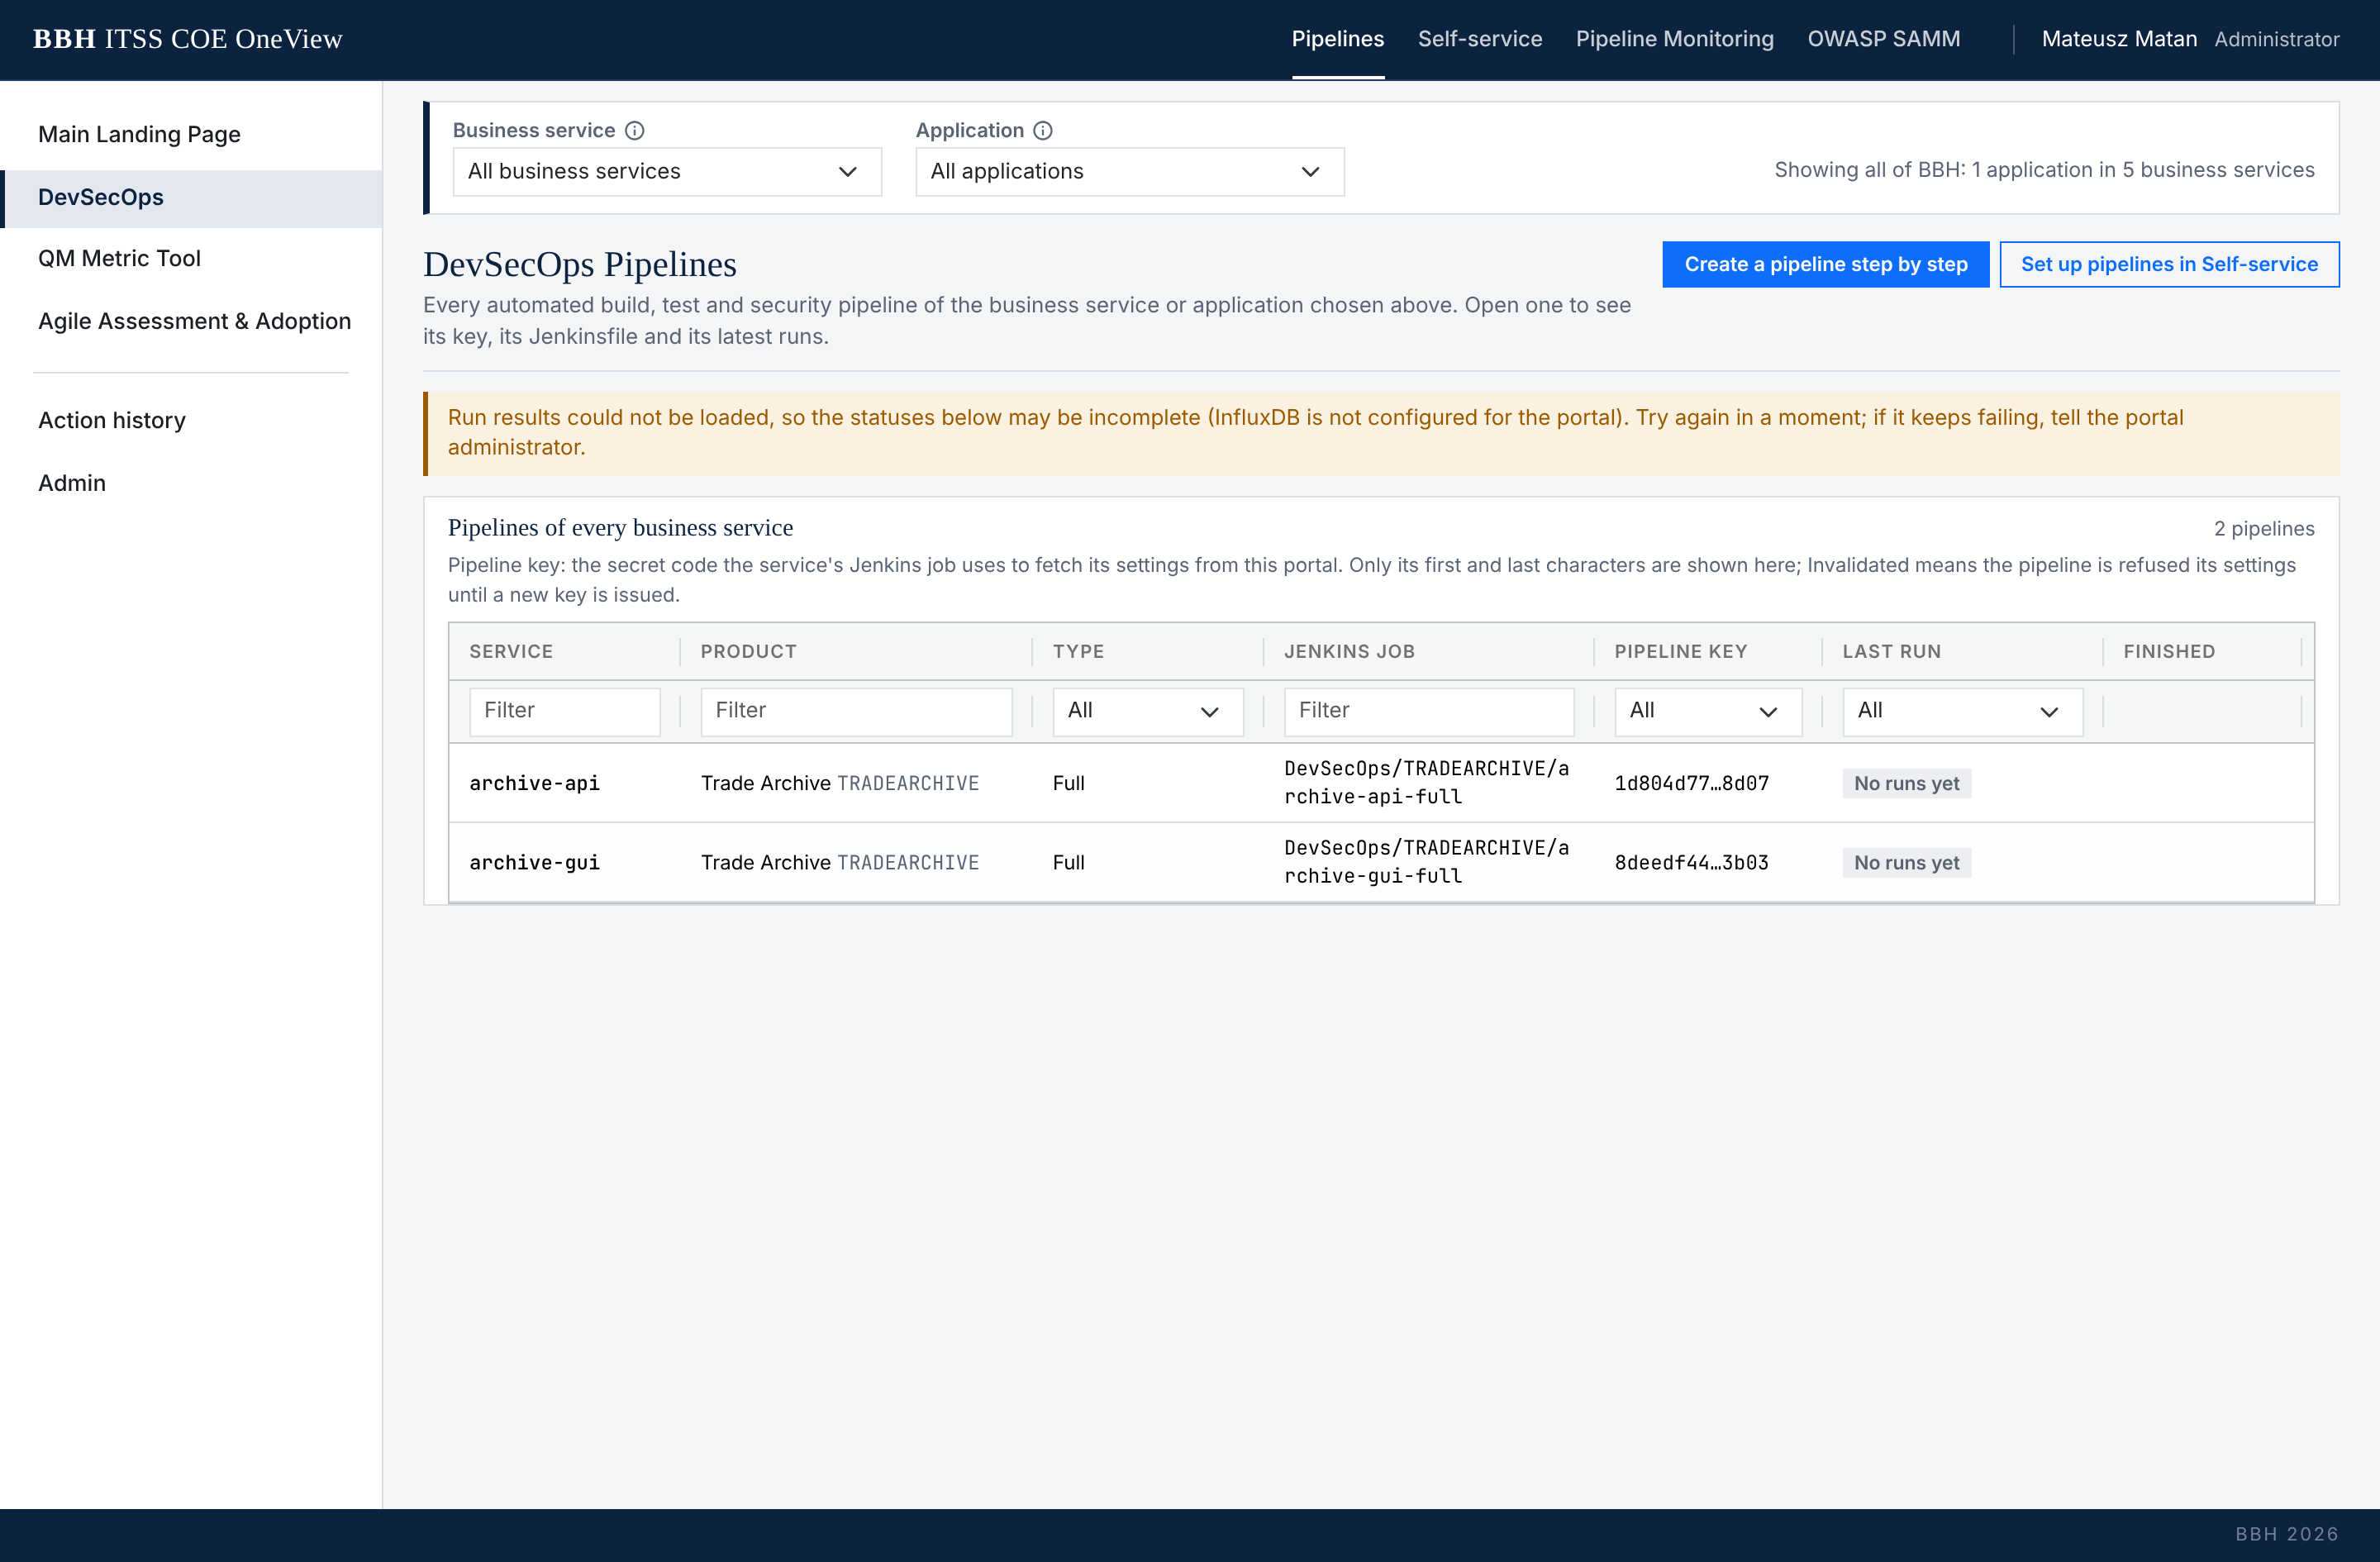 BBH ITSS COE OneView
Pipelines
Self-service
Pipeline Monitoring
OWASP SAMM
Mateusz Matan Administrator
Main Landing Page
DevSecOps
QM Metric Tool
Agile Assessment & Adoption
Action history
Admin
Business service
All business services
Application
All applications
Showing all of BBH: 1 application in 5 business services
DevSecOps Pipelines
Every automated build, test and security pipeline of the business service or application chosen above. Open one to see
its key, its Jenkinsfile and its latest runs.
Create a pipeline step by step
Set up pipelines in Self-service
Run results could not be loaded, so the statuses below may be incomplete (InfluxDB is not configured for the portal). Try again in a moment; if it keeps failing, tell the portal
administrator.
Pipelines of every business service
2 pipelines
Pipeline key: the secret code the service's Jenkins job uses to fetch its settings from this portal. Only its first and last characters are shown here; Invalidated means the pipeline is refused its settings
until a new key is issued.
SERVICE PRODUCT TYPE JENKINS JOB PIPELINE KEY LAST RUN FINISHED
Filter Filter All Filter All All
archive-api Trade Archive TRADEARCHIVE Full DevSecOps/TRADEARCHIVE/a
rchive-api-full 1d804d77…8d07 No runs yet
archive-gui Trade Archive TRADEARCHIVE Full DevSecOps/TRADEARCHIVE/a
rchive-gui-full 8deedf44…3b03 No runs yet
BBH 2026